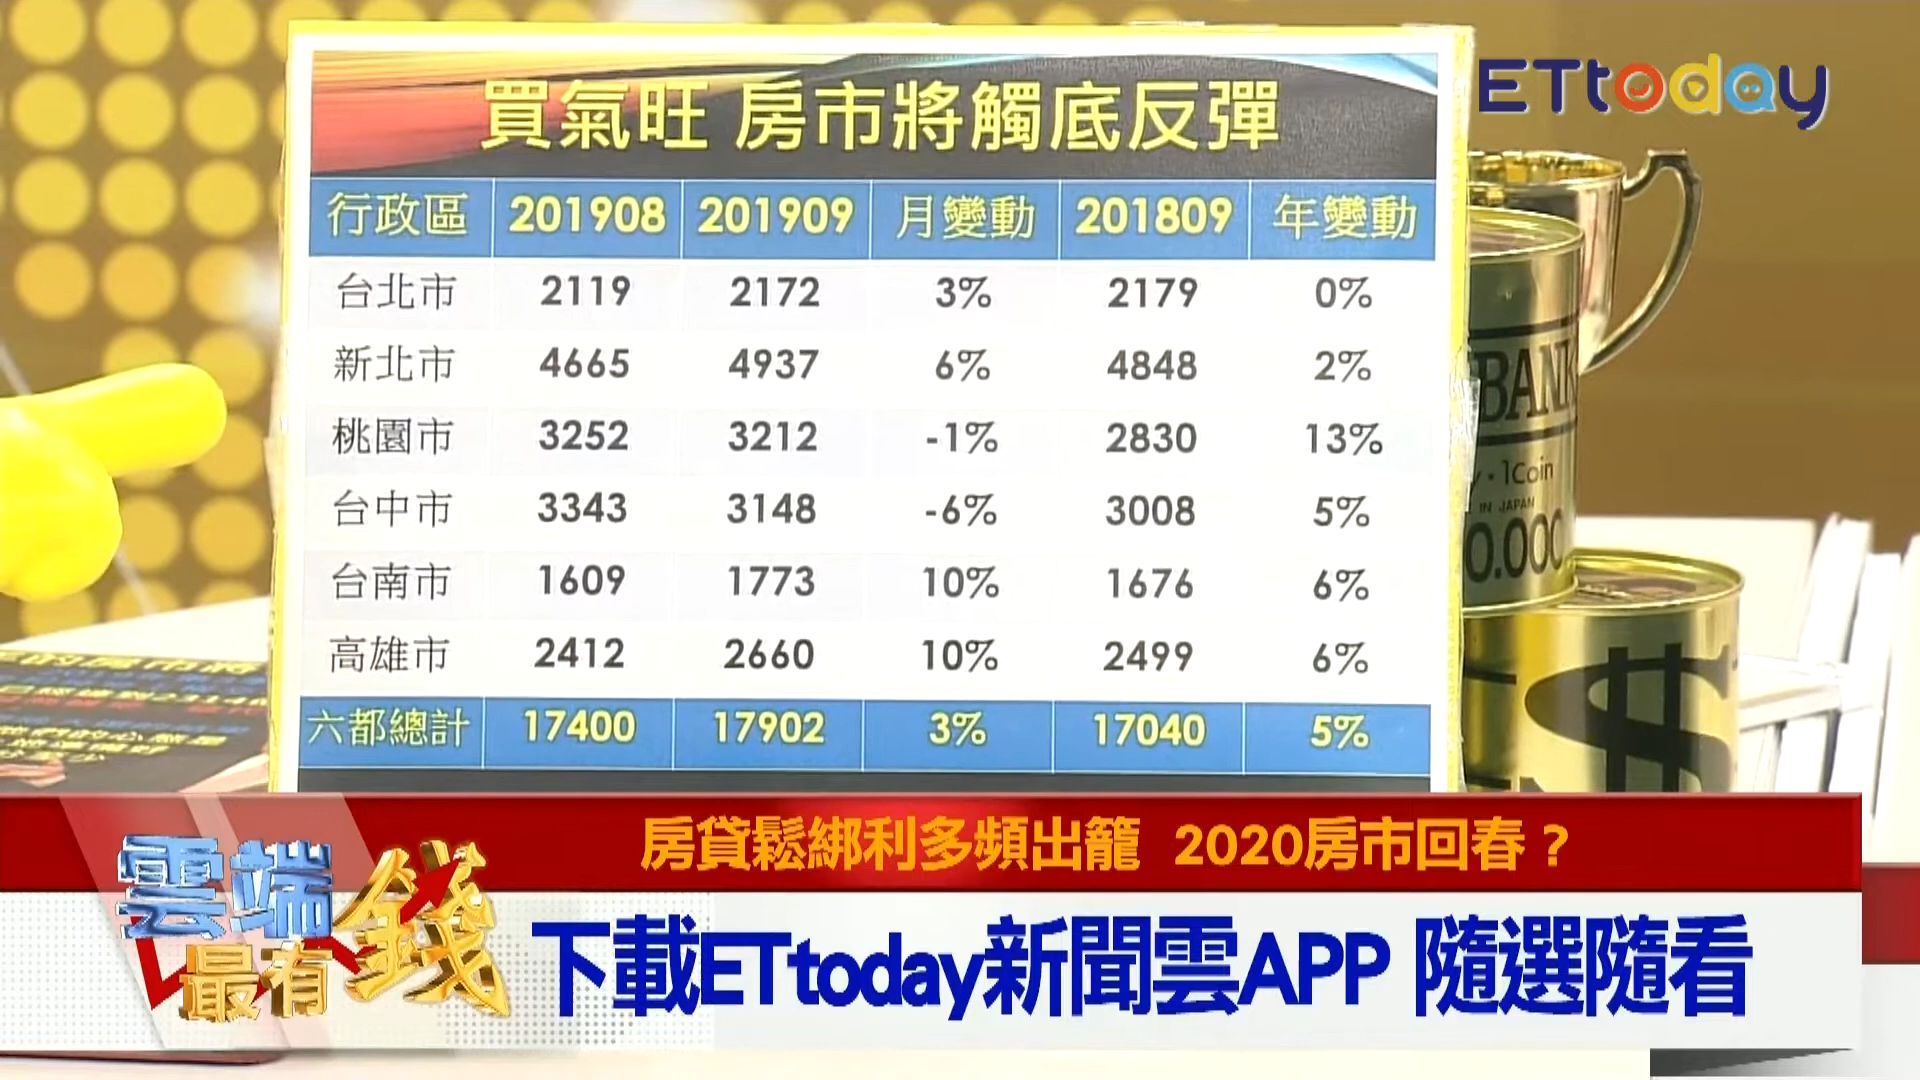 買氣旺 房市將觸底反彈
ETtoday
行政區 201908 201909 月變動 201809 年變動
台北市 2119 2172 3% 2179 0%
新北市 4665 4937 6% 4848 2%
桃園市 3252 3212 -1% 2830 13%
台中市 3343 3148 -6% 3008 5%
台南市 1609 1773 10% 1676 6%
高雄市 2412 2660 10% 2499 6%
六都總計 17400 17902 3% 17040 5%
BANK
1Coin
IN JAPAN
$
房貸鬆綁利多頻出籠 2020房市回春？
雲端最有錢
下載ETtoday新聞雲APP 隨選隨看